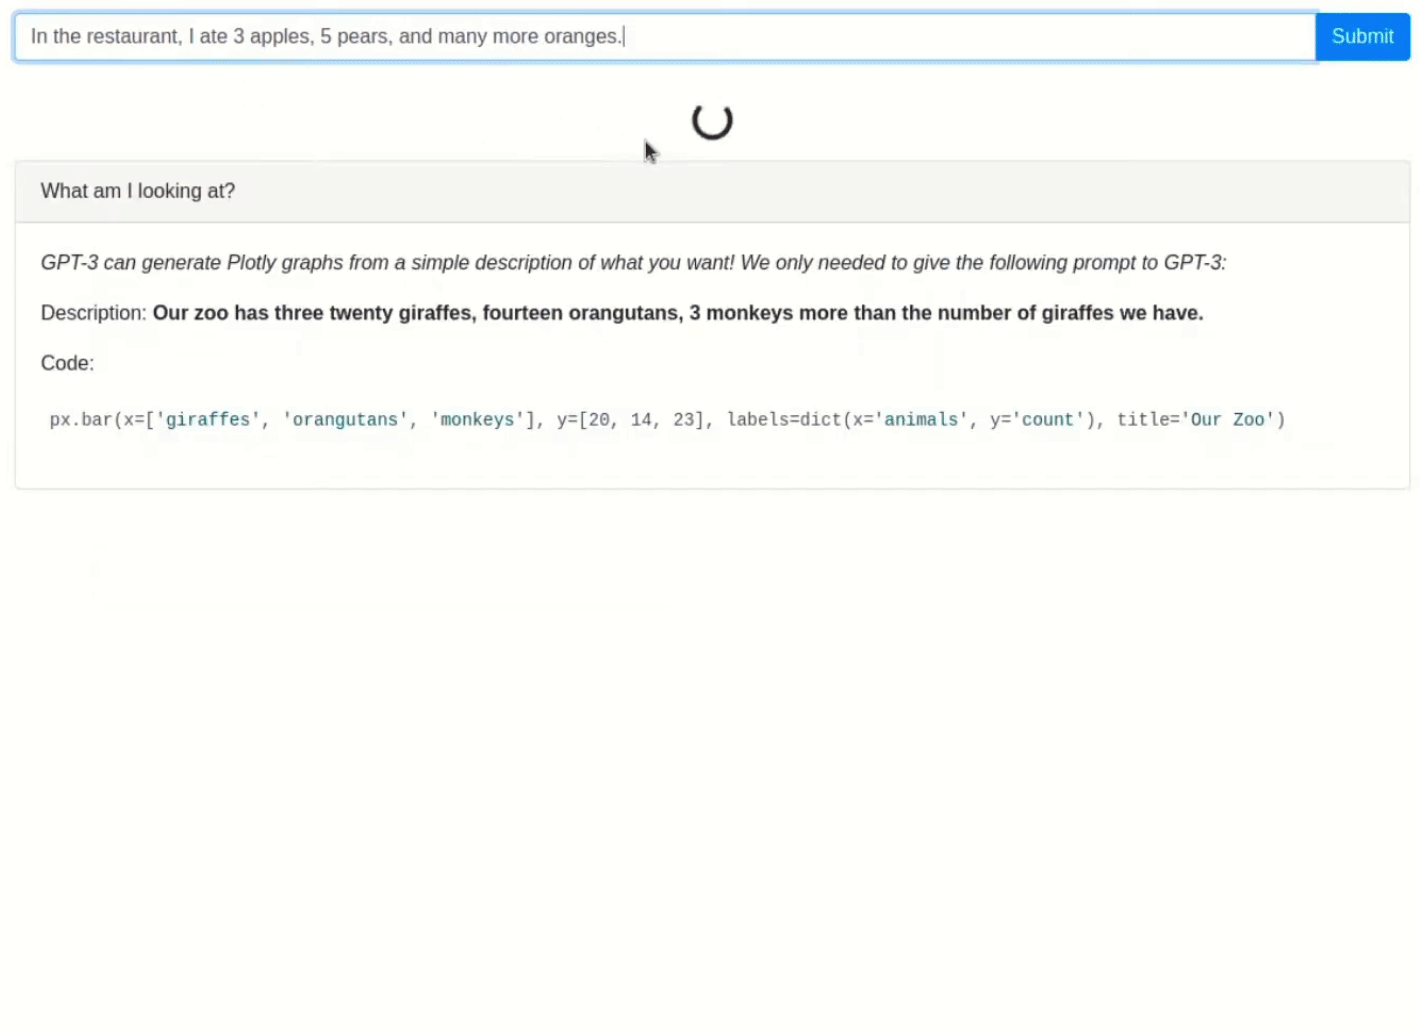 In the restaurant, I ate 3 apples, 5 pears, and many more oranges.
Submit
What am I looking at?
GPT-3 can generate Plotly graphs from a simple description of what you want! We only needed to give the following prompt to GPT-3:
Description: Our zoo has three twenty giraffes, fourteen orangutans, 3 monkeys more than the number of giraffes we have.
Code:
px.bar(x=['giraffes', 'orangutans', 'monkeys'], y=[20, 14, 23], labels=dict(x='animals', y='count'), title='Our Zoo')